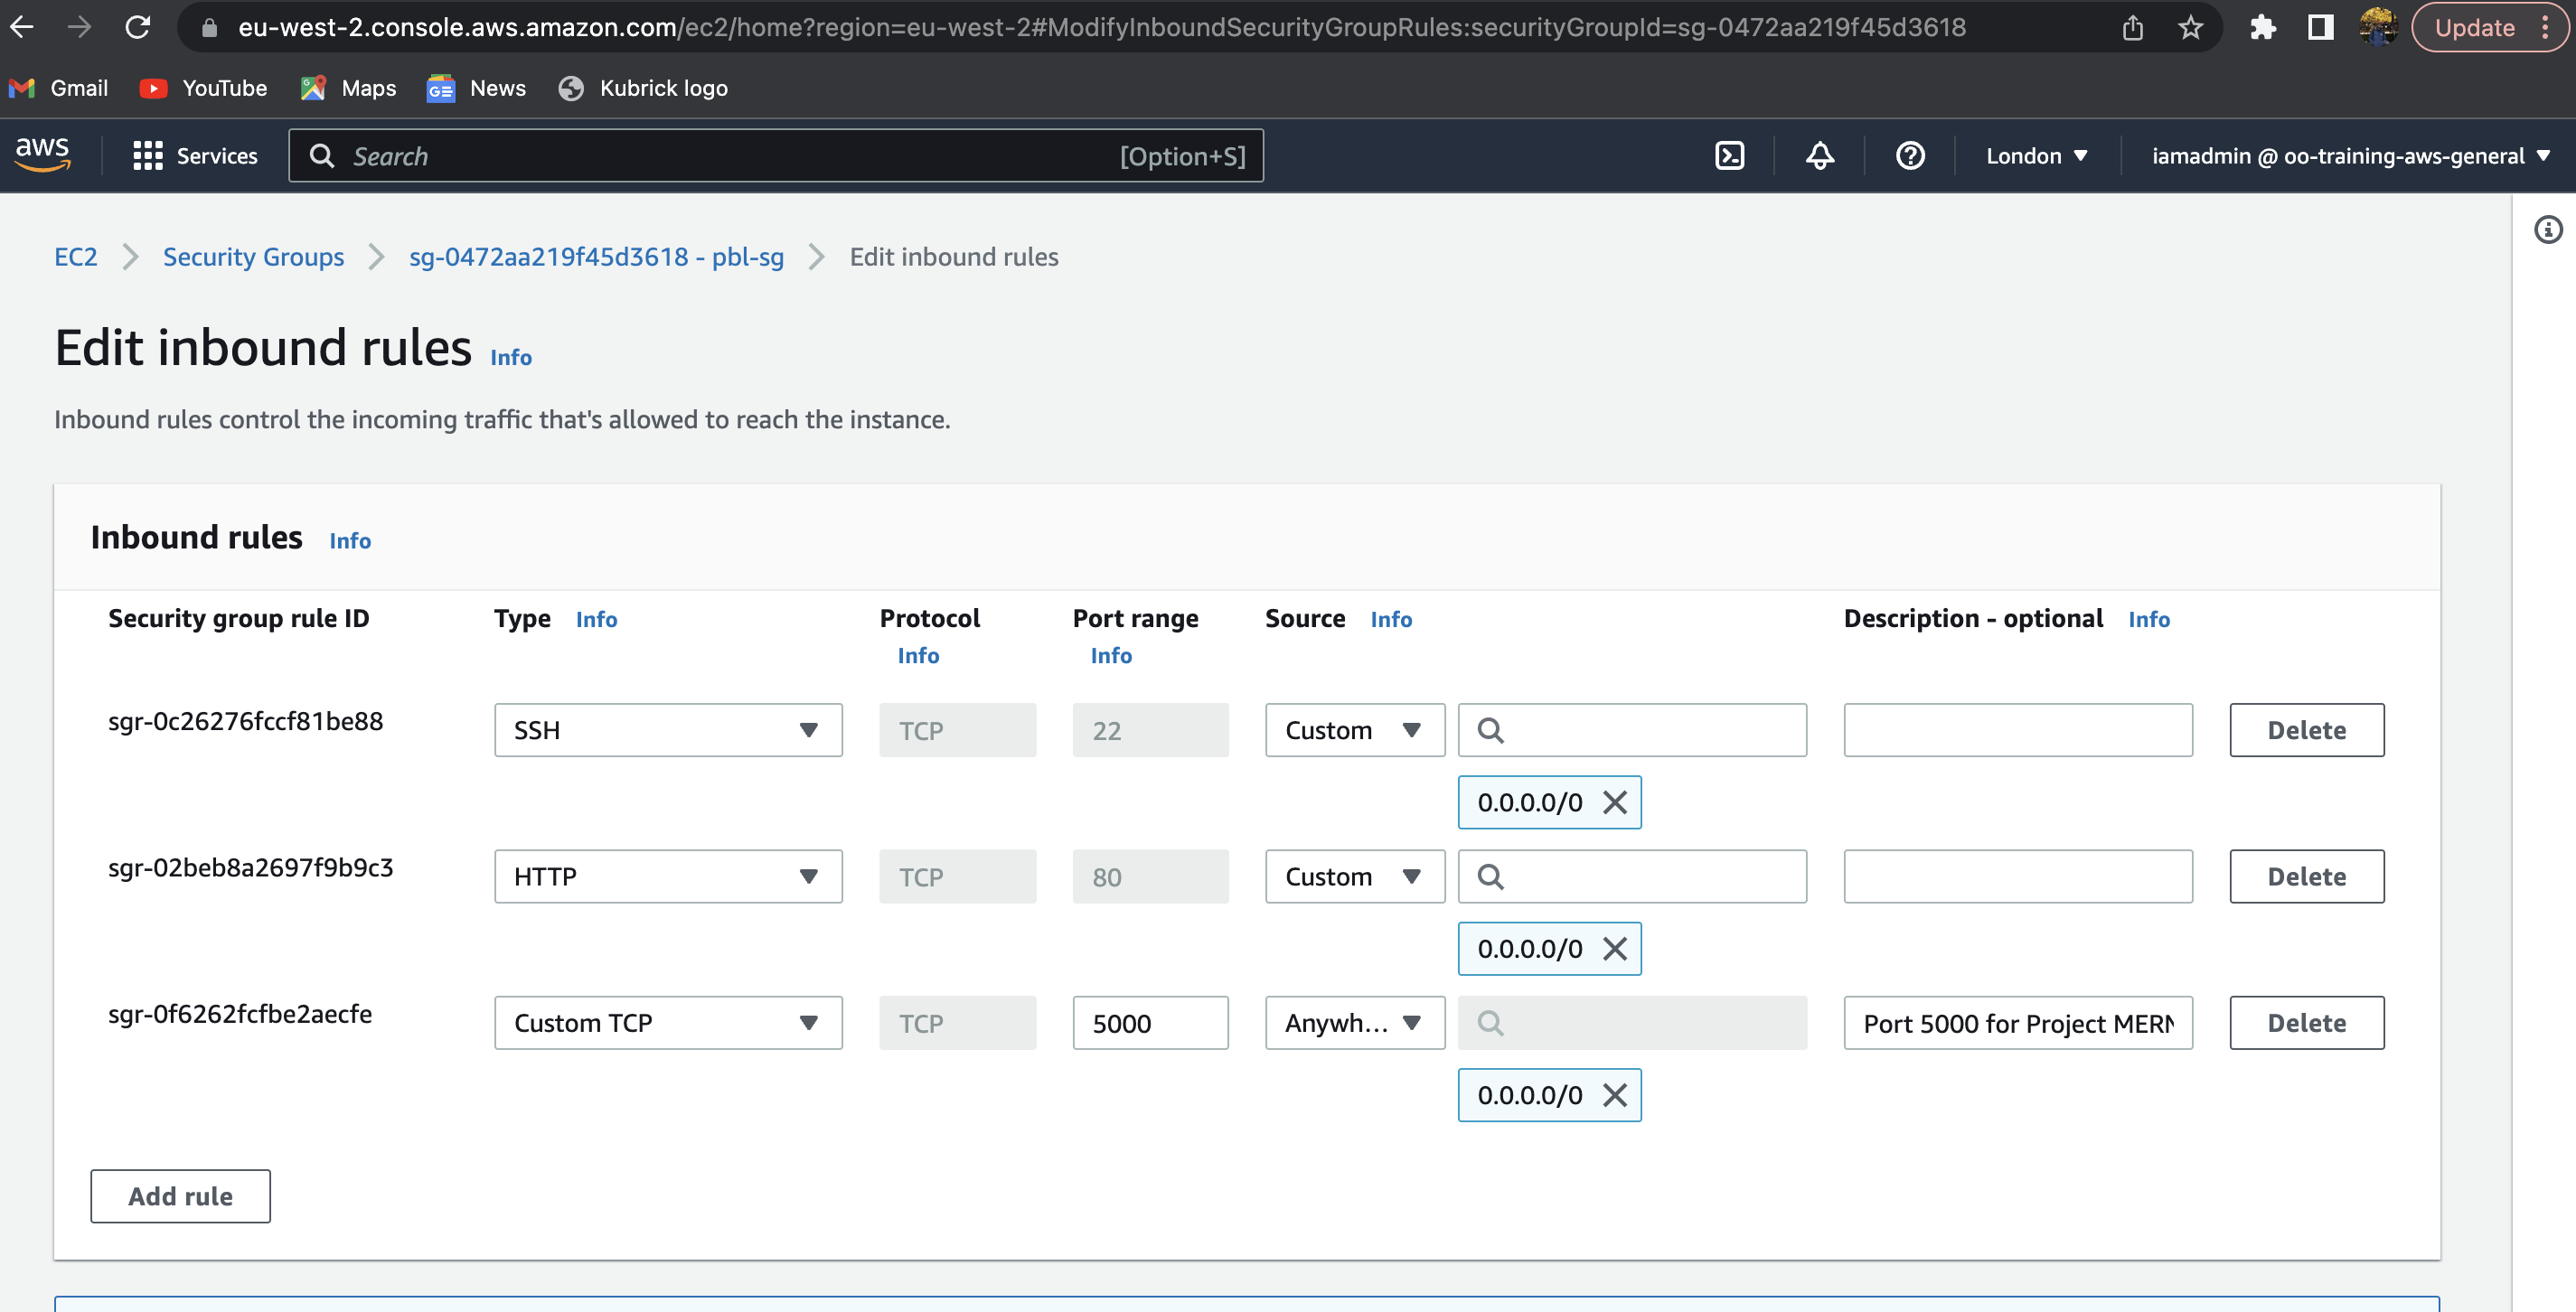 eu-west-2.console.aws.amazon.com/ec2/home?region=eu-west-2#ModifyInboundSecurityGroupRules:securityGroupId=sg-0472aa219f45d3618 Update
Gmail YouTube Maps GE News Kubrick logo
aws Services Search [Option+S] London iamadmin @ oo-training-aws-general
EC2 Security Groups sg-0472aa219f45d3618 - pbl-sg Edit inbound rules
Edit inbound rules Info
Inbound rules control the incoming traffic that's allowed to reach the instance.
Inbound rules Info
Security group rule ID Type Info Protocol Port range Source Info Description - optional Info
Info Info
sgr-0c26276fccf81be88 SSH TCP 22 Custom Delete
0.0.0.0/0
sgr-02beb8a2697f9b9c3 HTTP TCP 80 Custom Delete
0.0.0.0/0
sgr-0f6262fcfbe2aecfe Custom TCP TCP 5000 Anywh... Port 5000 for Project MERN Delete
0.0.0.0/0
Add rule